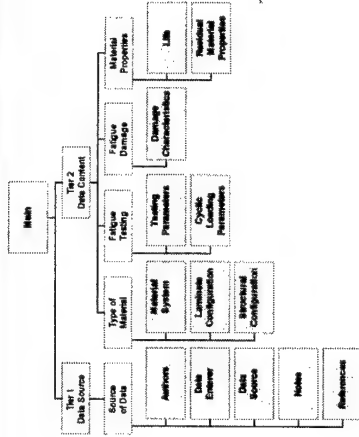 Main
Tier 1
Data Source
Tier 2
Data Content
Source
of Data
Type of
Material
Fatigue
Testing
Fatigue
Damage
Material
Properties
Authors
Data
Enterer
Data
Source
Notes
References
Material
System
Laminate
Configuration
Structural
Configuration
Testing
Parameters
Cyclic
Loading
Parameters
Damage
Characteristics
Life
Residual
Material
Properties